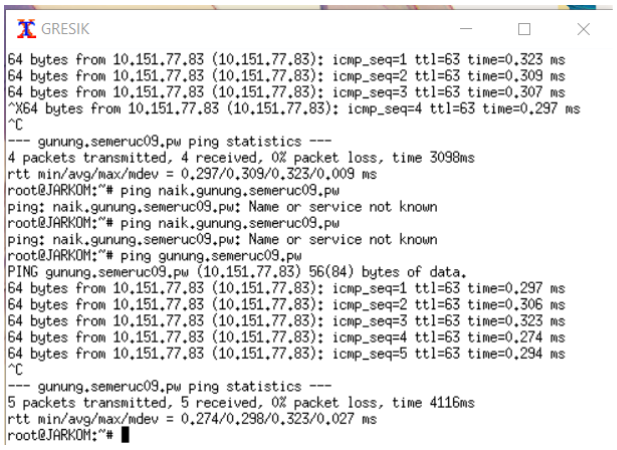 GRESIK
64 bytes from 10.151.77.83 (10.151.77.83): icmp_seq=1 ttl=63 time=0.323 ms
64 bytes from 10.151.77.83 (10.151.77.83): icmp_seq=2 ttl=63 time=0.309 ms
64 bytes from 10.151.77.83 (10.151.77.83): icmp_seq=3 ttl=63 time=0.307 ms
^X64 bytes from 10.151.77.83 (10.151.77.83): icmp_seq=4 ttl=63 time=0.297 ms
^C
--- gunung.semeruc09.pw ping statistics ---
4 packets transmitted, 4 received, 0% packet loss, time 3098ms
rtt min/avg/max/mdev = 0.297/0.309/0.323/0.009 ms
root@JARKOM:~# ping naik.gunung.semeruc09.pw
ping: naik.gunung.semeruc09.pw: Name or service not known
root@JARKOM:~# ping naik.gunung.semeruc09.pw
ping: naik.gunung.semeruc09.pw: Name or service not known
root@JARKOM:~# ping gunung.semeruc09.pw
PING gunung.semeruc09.pw (10.151.77.83) 56(84) bytes of data.
64 bytes from 10.151.77.83 (10.151.77.83): icmp_seq=1 ttl=63 time=0.297 ms
64 bytes from 10.151.77.83 (10.151.77.83): icmp_seq=2 ttl=63 time=0.306 ms
64 bytes from 10.151.77.83 (10.151.77.83): icmp_seq=3 ttl=63 time=0.323 ms
64 bytes from 10.151.77.83 (10.151.77.83): icmp_seq=4 ttl=63 time=0.274 ms
64 bytes from 10.151.77.83 (10.151.77.83): icmp_seq=5 ttl=63 time=0.294 ms
^C
--- gunung.semeruc09.pw ping statistics ---
5 packets transmitted, 5 received, 0% packet loss, time 4116ms
rtt min/avg/max/mdev = 0.274/0.298/0.323/0.027 ms
root@JARKOM:~#